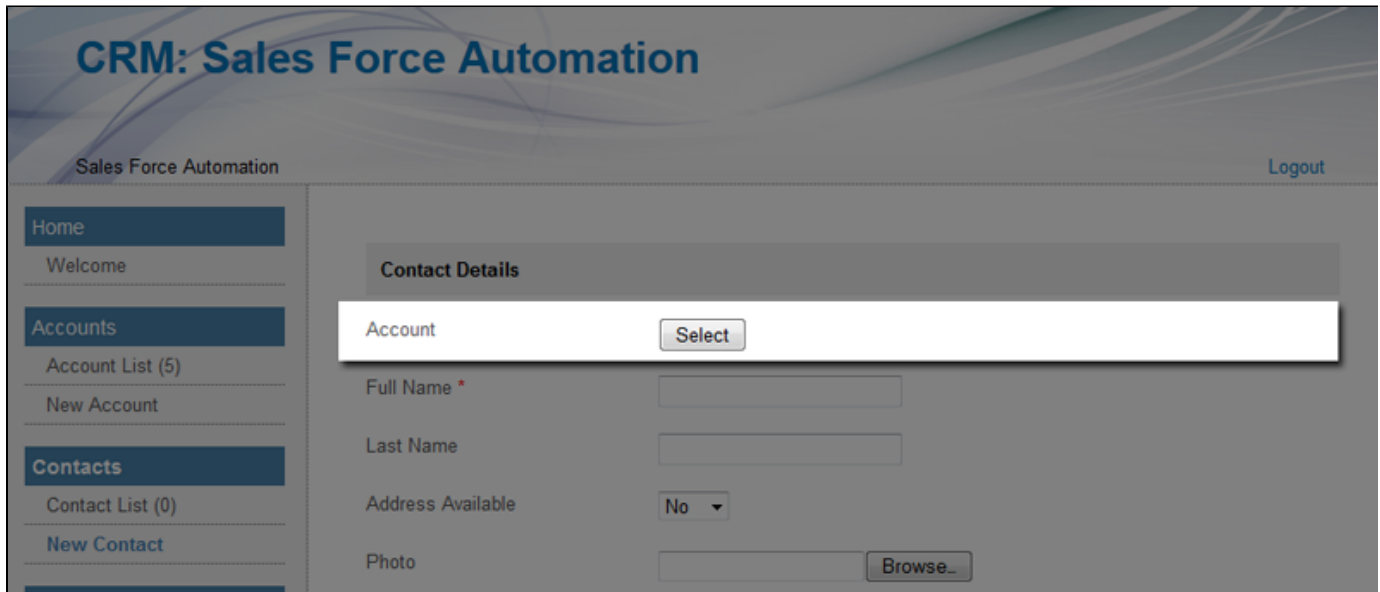 CRM: Sales Force Automation
Sales Force Automation
Logout
Home
Welcome
Accounts
Account List (5)
New Account
Contacts
Contact List (0)
New Contact
Contact Details
Account Select
Full Name *
Last Name
Address Available No
Photo Browse...